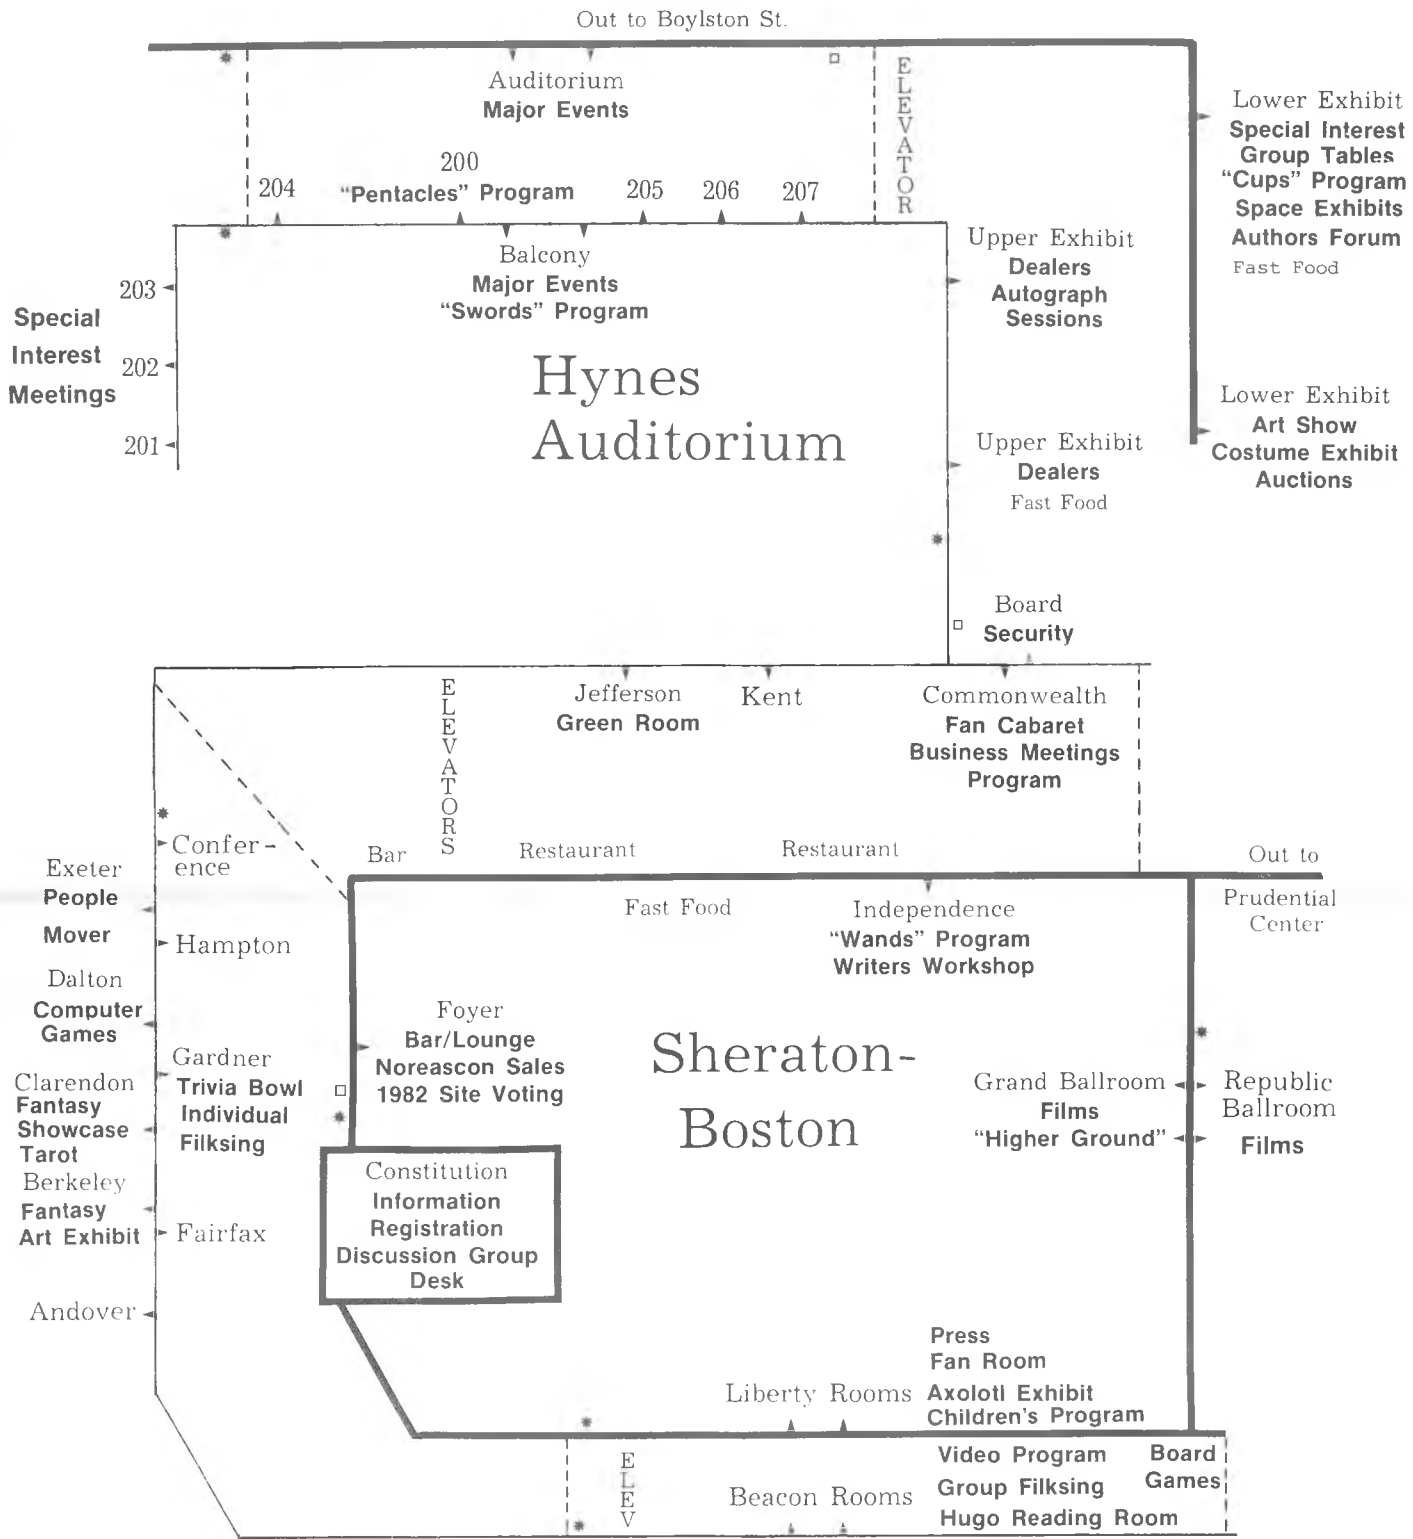 Out to Boylston St.
Auditorium
Major Events
ELEVATOR
Lower Exhibit
Special Interest
Group Tables
“Cups” Program
Space Exhibits
Authors Forum
Fast Food
204
200
“Pentacles” Program
205
206
207
Balcony
Major Events
“Swords” Program
Upper Exhibit
Dealers
Autograph
Sessions
203
202
201
Special
Interest
Meetings
Hynes
Auditorium
Lower Exhibit
Art Show
Costume Exhibit
Auctions
Upper Exhibit
Dealers
Fast Food
Board
Security
ELEVATORS
Jefferson
Green Room
Kent
Commonwealth
Fan Cabaret
Business Meetings
Program
Bar
Restaurant
Restaurant
Out to
Prudential
Center
Confer-
ence
Exeter
People
Mover
Hampton
Fast Food
Independence
“Wands” Program
Writers Workshop
Dalton
Computer
Games
Foyer
Bar/Lounge
Noreascon Sales
1982 Site Voting
Sheraton-
Boston
Gardner
Trivia Bowl
Individual
Filksing
Clarendon
Fantasy
Showcase
Tarot
Grand Ballroom
Films
“Higher Ground”
Republic
Ballroom
Films
Berkeley
Fantasy
Art Exhibit
Fairfax
Constitution
Information
Registration
Discussion Group
Desk
Andover
Press
Fan Room
Liberty Rooms
Axolotl Exhibit
Children's Program
ELEV
Beacon Rooms
Video Program
Group Filksing
Hugo Reading Room
Board
Games